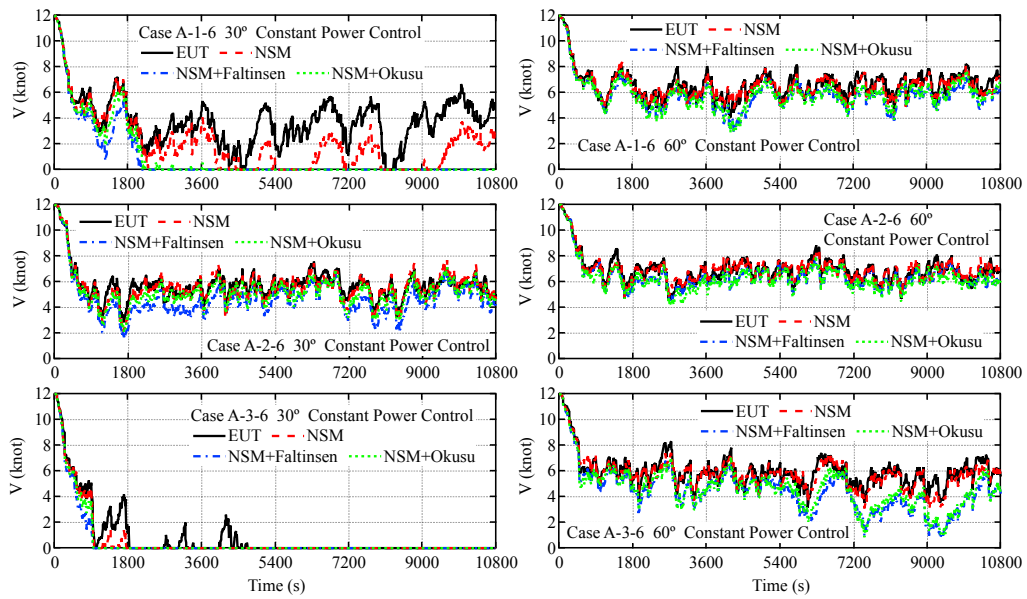 V (knot)
12
10
8
6
4
2
0
Case A-1-6 30º Constant Power Control
EUT NSM
NSM+Faltinsen NSM+Okusu
0 1800 3600 5400 7200 9000 10800
12
10
8
6
4
2
0
EUT NSM
NSM+Faltinsen NSM+Okusu
Case A-1-6 60º Constant Power Control
0 1800 3600 5400 7200 9000 10800
V (knot)
12
10
8
6
4
2
0
EUT NSM
NSM+Faltinsen NSM+Okusu
Case A-2-6 30º Constant Power Control
0 1800 3600 5400 7200 9000 10800
12
10
8
6
4
2
0
Case A-2-6 60º
Constant Power Control
EUT NSM
NSM+Faltinsen NSM+Okusu
0 1800 3600 5400 7200 9000 10800
V (knot)
12
10
8
6
4
2
0
Case A-3-6 30º Constant Power Control
EUT NSM
NSM+Faltinsen NSM+Okusu
0 1800 3600 5400 7200 9000 10800
Time (s)
12
10
8
6
4
2
0
EUT NSM
NSM+Faltinsen NSM+Okusu
Case A-3-6 60º Constant Power Control
0 1800 3600 5400 7200 9000 10800
Time (s)